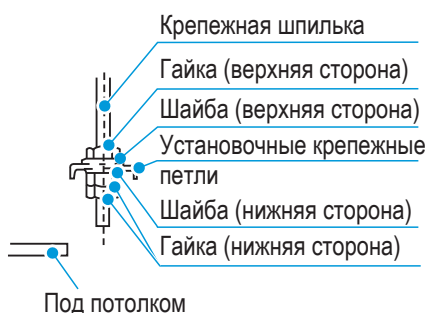 Крепежная шпилька
Гайка (верхняя сторона)
Шайба (верхняя сторона)
Установочные крепежные
петли
Шайба (нижняя сторона)
Гайка (нижняя сторона)
Под потолком